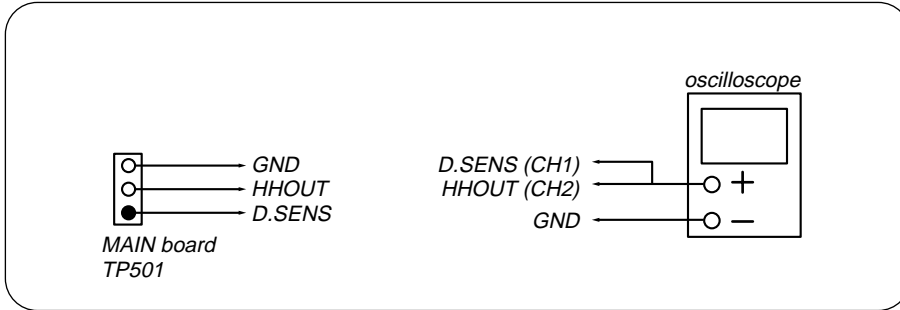 oscilloscope
GND
HHOUT
D.SENS
MAIN board
TP501
D.SENS (CH1)
HHOUT (CH2)
GND
+
–